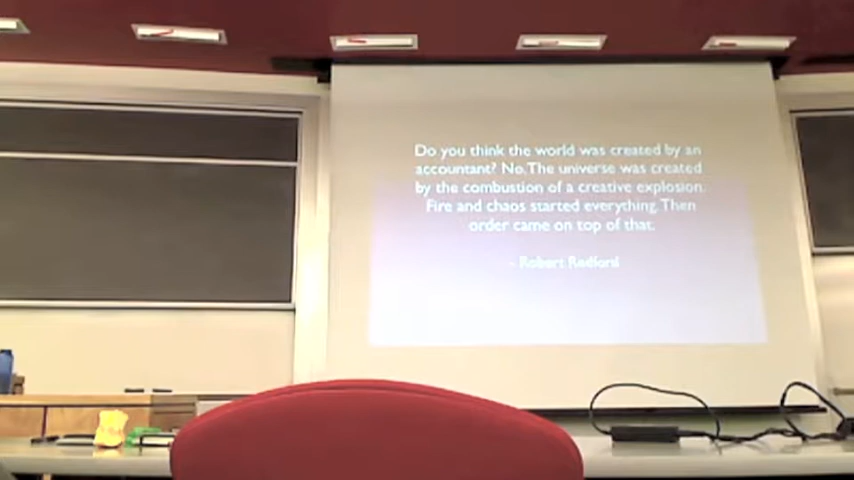 Do you think the world was created by an
accountant? No. The universe was created
by the combustion of a creative explosion.
Fire and chaos started everything. Then
order came on top of that.
- Robert Redford